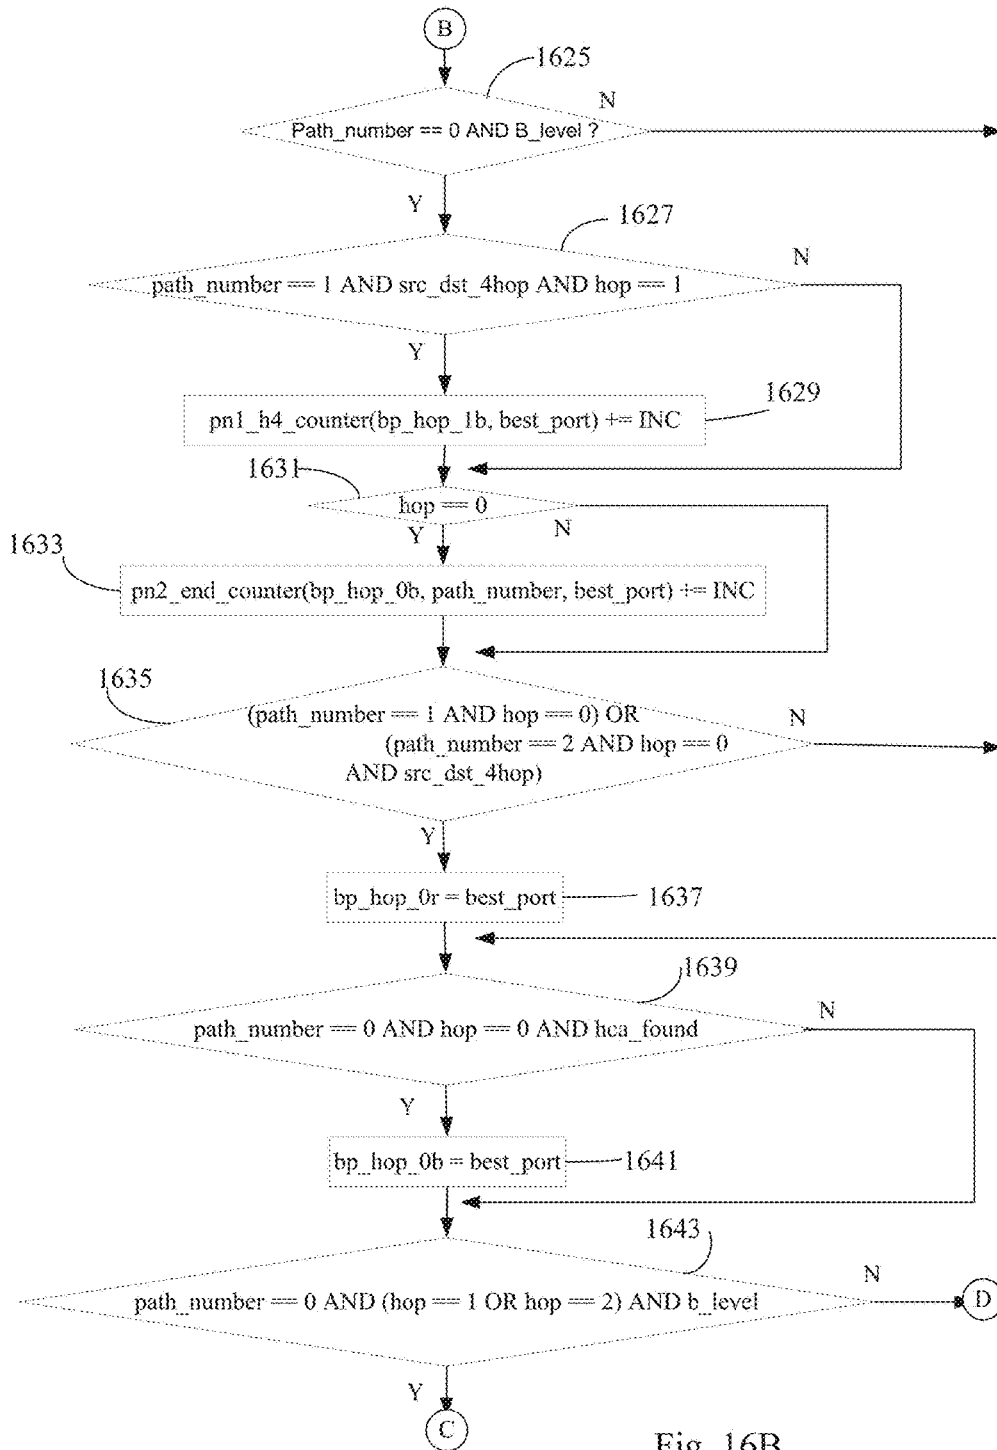 B
1625
N
Path_number == 0 AND B_level ?
Y
1627
N
path_number == 1 AND src_dst_4hop AND hop == 1
Y
1629
pn1_h4_counter(bp_hop_1b, best_port) += INC
1631
hop == 0
Y
N
1633
pn2_end_counter(bp_hop_0b, path_number, best_port) += INC
1635
(path_number == 1 AND hop == 0) OR
(path_number == 2 AND hop == 0
AND src_dst_4hop)
N
Y
bp_hop_0r = best_port
1637
1639
path_number == 0 AND hop == 0 AND hca_found
N
Y
bp_hop_0b = best_port
1641
1643
path_number == 0 AND (hop == 1 OR hop == 2) AND b_level
N
D
Y
C
Fig. 16B